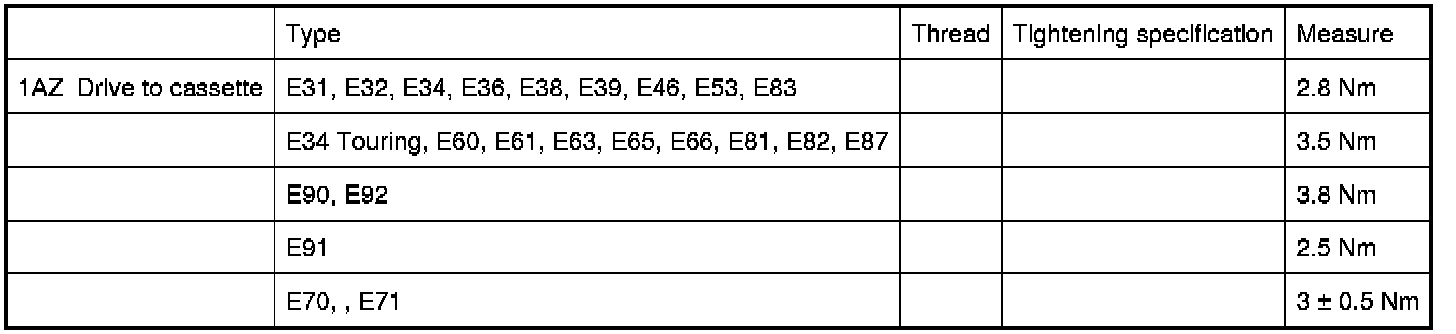 Type Thread Tightening specification Measure
1AZ Drive to cassette E31, E32, E34, E36, E38, E39, E46, E53, E83 2.8 Nm
E34 Touring, E60, E61, E63, E65, E66, E81, E82, E87 3.5 Nm
E90, E92 3.8 Nm
E91 2.5 Nm
E70, , E71 3 ± 0.5 Nm